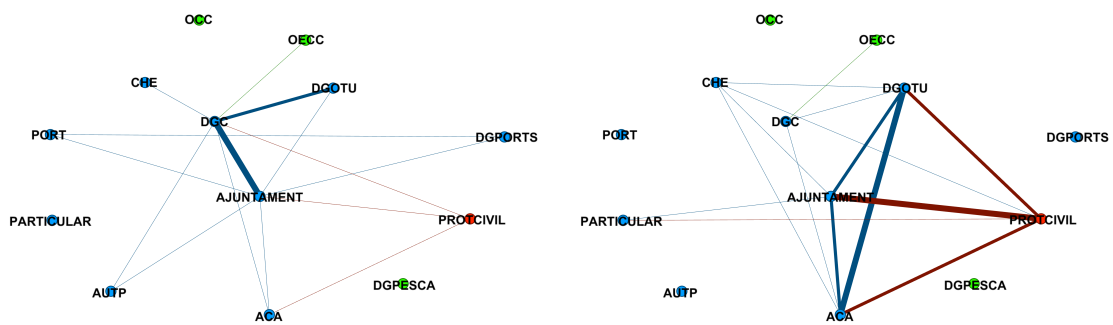 OCC
OECC
CHE
DGOTU
DGC
PORT
DGPORTS
AJUNTAMENT
PARTICULAR
PROTCIVIL
DGPESCA
AUTP
ACA
OCC
OECC
CHE
DGOTU
DGC
PORT
DGPORTS
AJUNTAMENT
PARTICULAR
PROTCIVIL
DGPESCA
AUTP
ACA